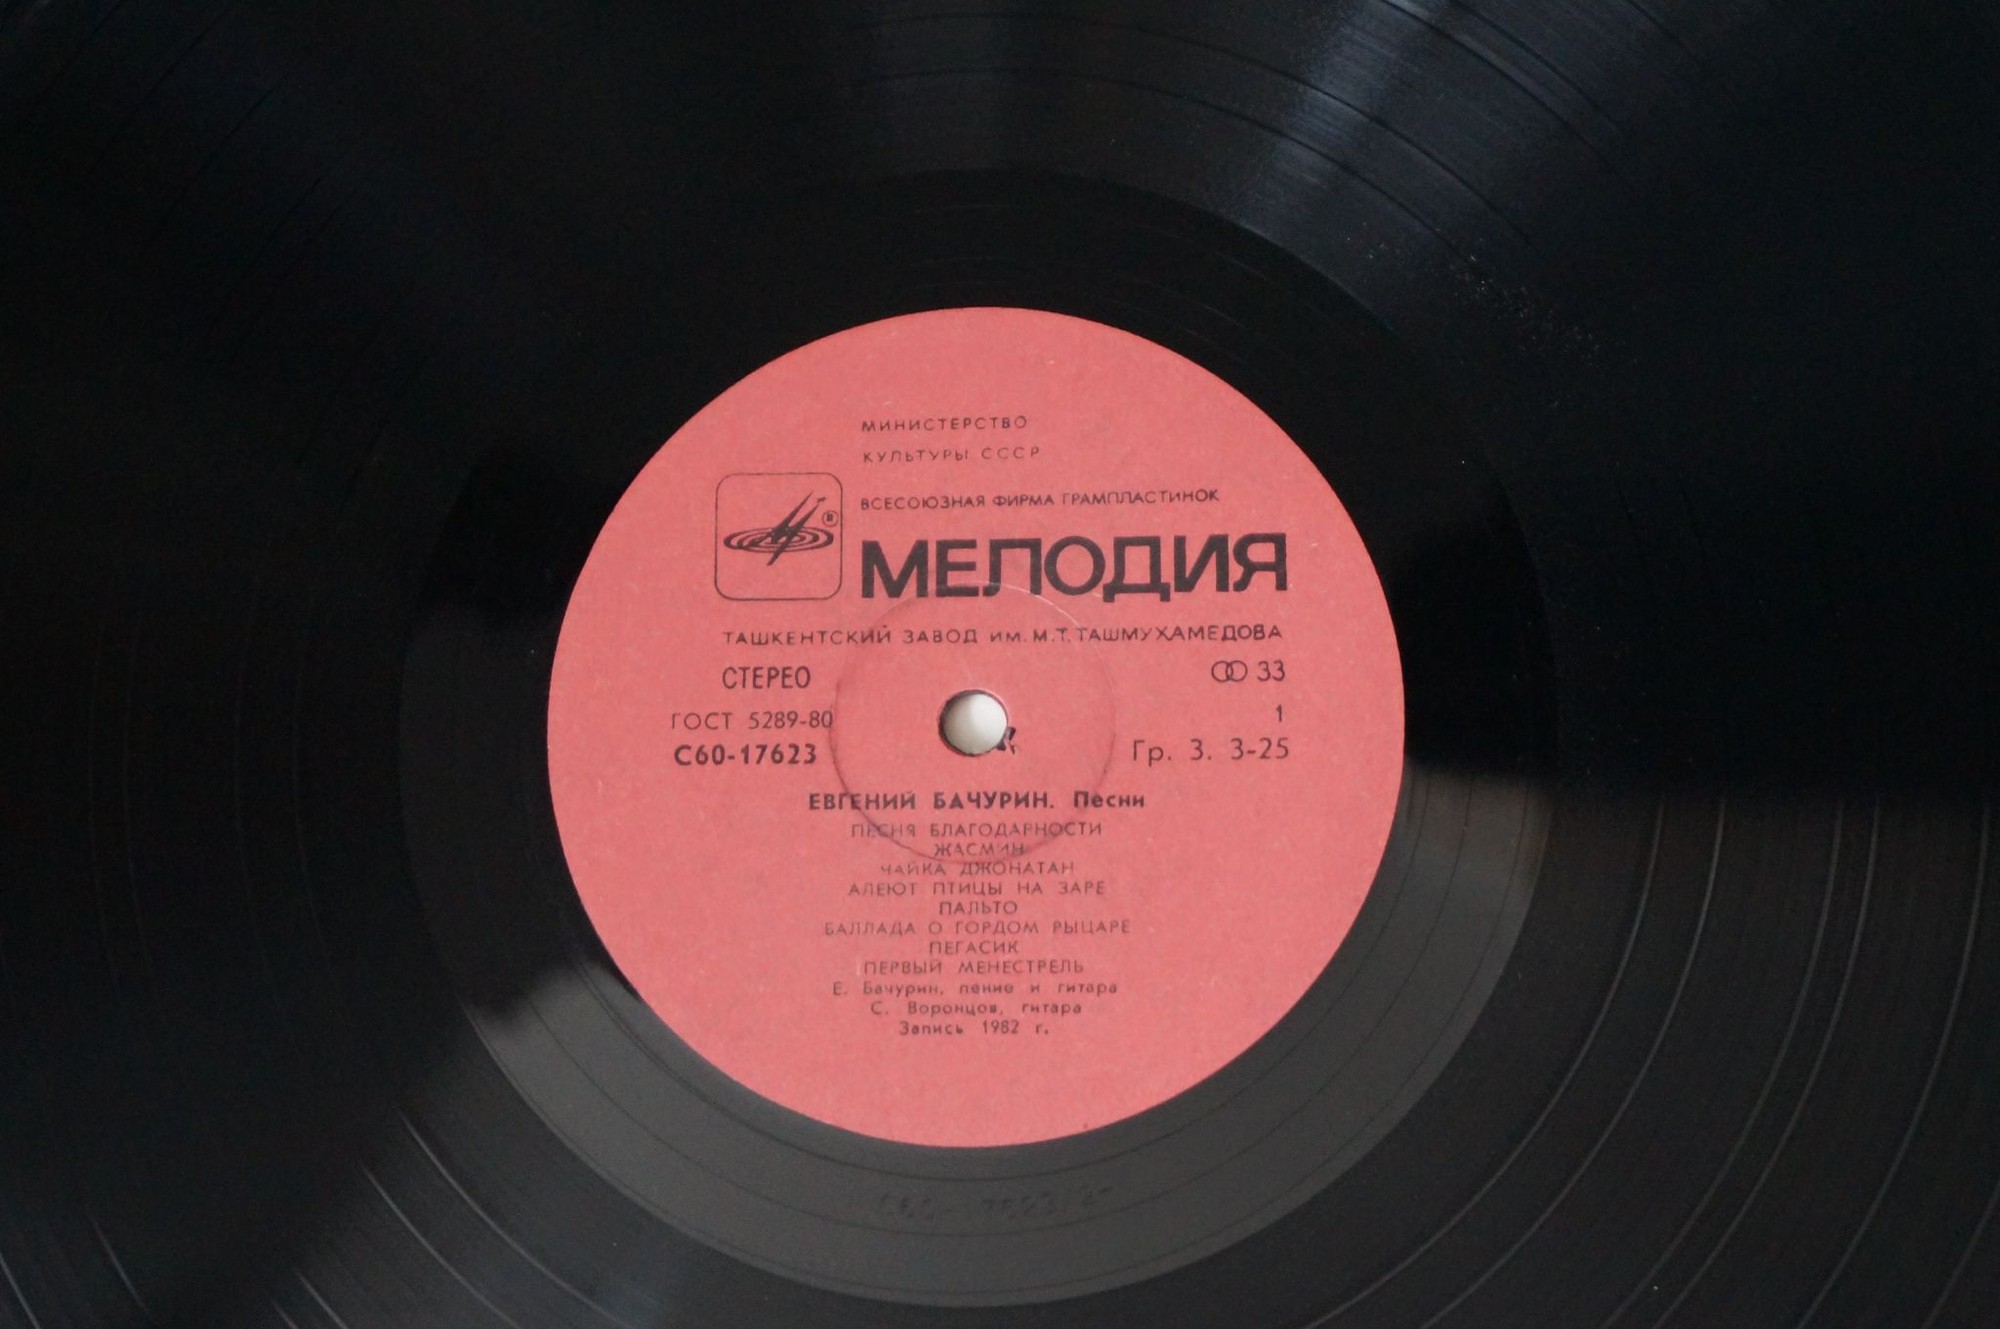 МИНИСТЕРСТВО
КУЛЬТУРЫ СССР
ВСЕСОЮЗНАЯ ФИРМА ГРАМПЛАСТИНОК
®
МЕЛОДИЯ
ТАШКЕНТСКИЙ ЗАВОД ИМ. М.Т. ТАШМУХАМЕДОВА
СТЕРЕО
33
ГОСТ 5289-80
1
С60-17623
Гр. 3. 3-25
ЕВГЕНИЙ БАЧУРИН. Песни
ПЕСНЯ БЛАГОДАРНОСТИ
ЖАСМИН
ЧАЙКА ДЖОНАТАН
АЛЕЮТ ПТИЦЫ НА ЗАРЕ
ПАЛЬТО
БАЛЛАДА О ГОРДОМ РЫЦАРЕ
ПЕГАСИК
ПЕРВЫЙ МЕНЕСТРЕЛЬ
Е. Бачурин, пение и гитара
С. Воронцов, гитара
Запись 1982 г.